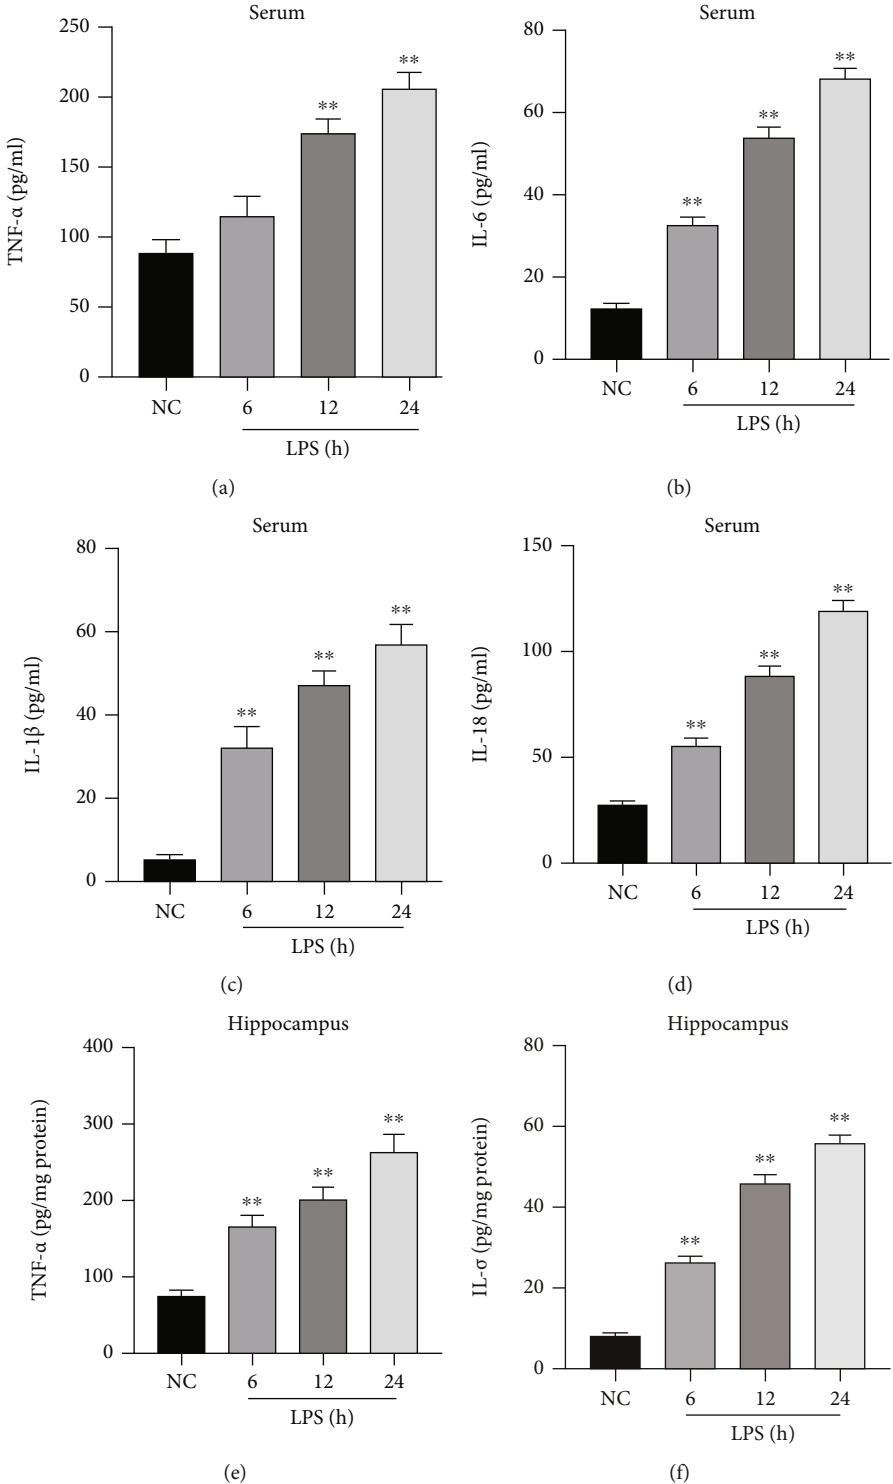 Serum
TNF-α (pg/ml)
250
200
150
100
50
0
**
**
NC
6
12
24
LPS (h)
(a)
Serum
IL-6 (pg/ml)
80
60
40
20
0
**
**
**
NC
6
12
24
LPS (h)
(b)
Serum
IL-1β (pg/ml)
80
60
40
20
0
**
**
**
NC
6
12
24
LPS (h)
(c)
Serum
IL-18 (pg/ml)
150
100
50
0
**
**
**
NC
6
12
24
LPS (h)
(d)
Hippocampus
TNF-α (pg/mg protein)
400
300
200
100
0
**
**
**
NC
6
12
24
LPS (h)
(e)
Hippocampus
IL-σ (pg/mg protein)
80
60
40
20
0
**
**
**
NC
6
12
24
LPS (h)
(f)